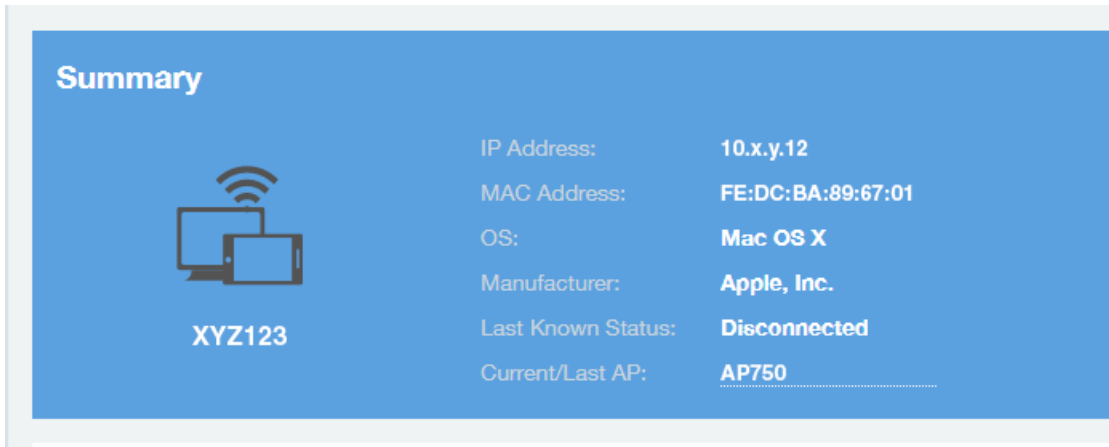 Summary
XYZ123
IP Address: 10.x.y.12
MAC Address: FE:DC:BA:89:67:01
OS: Mac OS X
Manufacturer: Apple, Inc.
Last Known Status: Disconnected
Current/Last AP: AP750